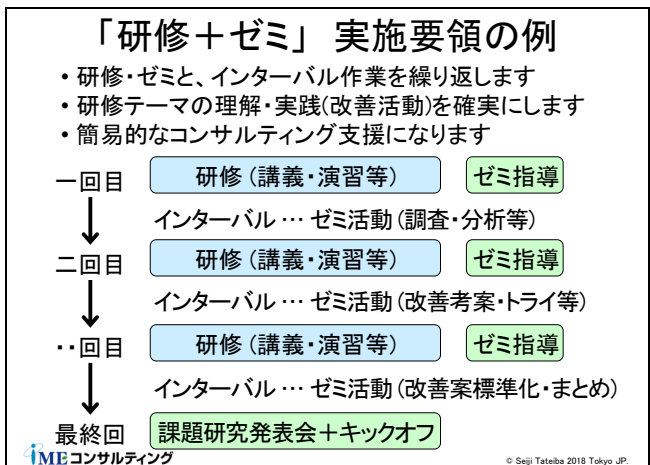 「研修＋ゼミ」 実施要領の例
・研修・ゼミと、インターバル作業を繰り返します
・研修テーマの理解・実践(改善活動)を確実にします
・簡易的なコンサルティング支援になります
一回目 研修（講義・演習等） ゼミ指導
インターバル … ゼミ活動（調査・分析等）
二回目 研修（講義・演習等） ゼミ指導
インターバル … ゼミ活動（改善考案・トライ等）
・・回目 研修（講義・演習等） ゼミ指導
インターバル … ゼミ活動（改善案標準化・まとめ）
最終回 課題研究発表会＋キックオフ
iMEコンサルティング © Seiji Tateiba 2018 Tokyo JP.